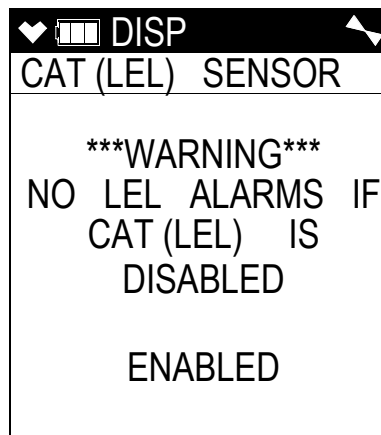 DISP
CAT (LEL) SENSOR
***WARNING***
NO LEL ALARMS IF
CAT (LEL) IS
DISABLED
ENABLED